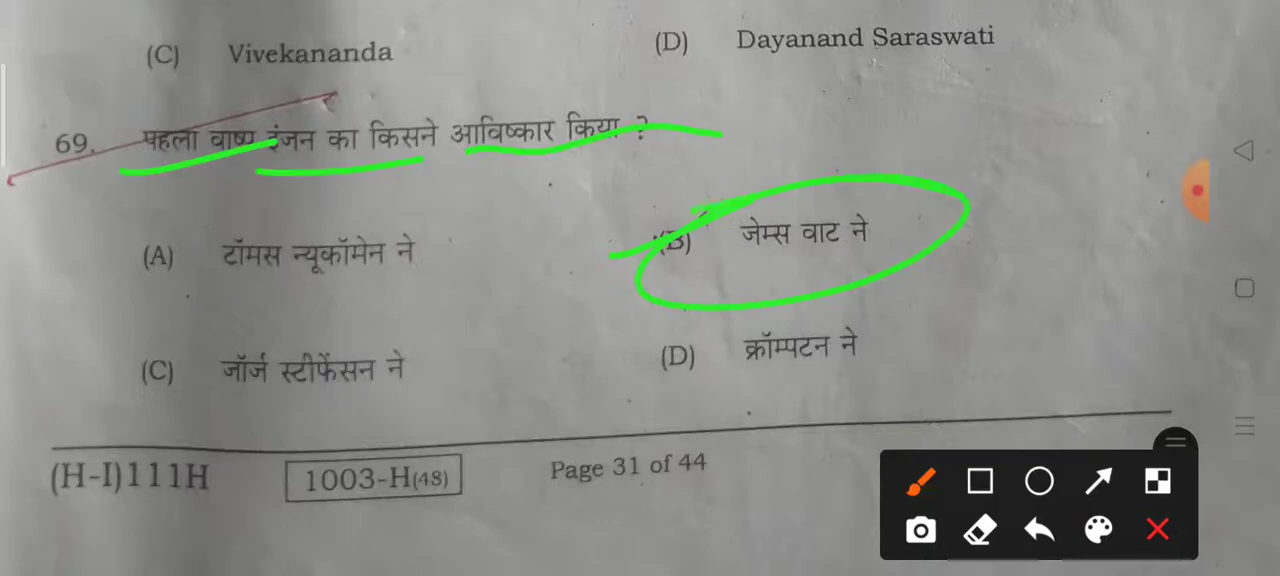 (C) Vivekananda (D) Dayanand Saraswati
69. पहला वाष्प इंजन का किसने आविष्कार किया ?
(A) टॉमस न्यूकॉमेन ने (B) जेम्स वाट ने
(C) जॉर्ज स्टीफेंसन ने (D) क्रॉम्पटन ने
(H-I)111H 1003-H(48) Page 31 of 44